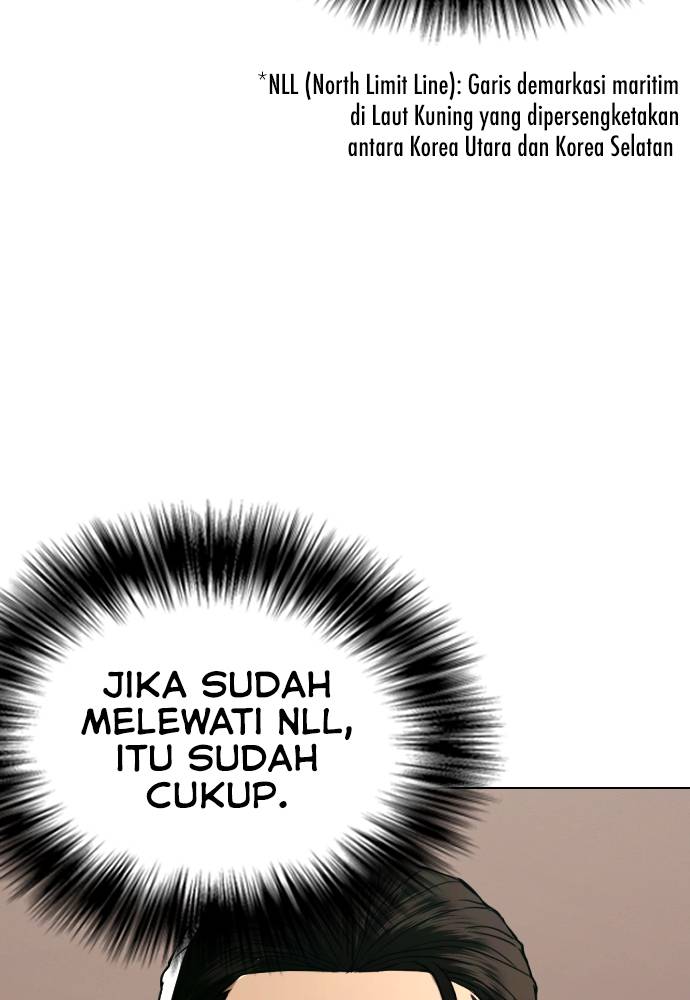 *NLL (North Limit Line): Garis demarkasi maritim
di Laut Kuning yang dipersengketakan
antara Korea Utara dan Korea Selatan
JIKA SUDAH
MELEWATI NLL,
ITU SUDAH
CUKUP.